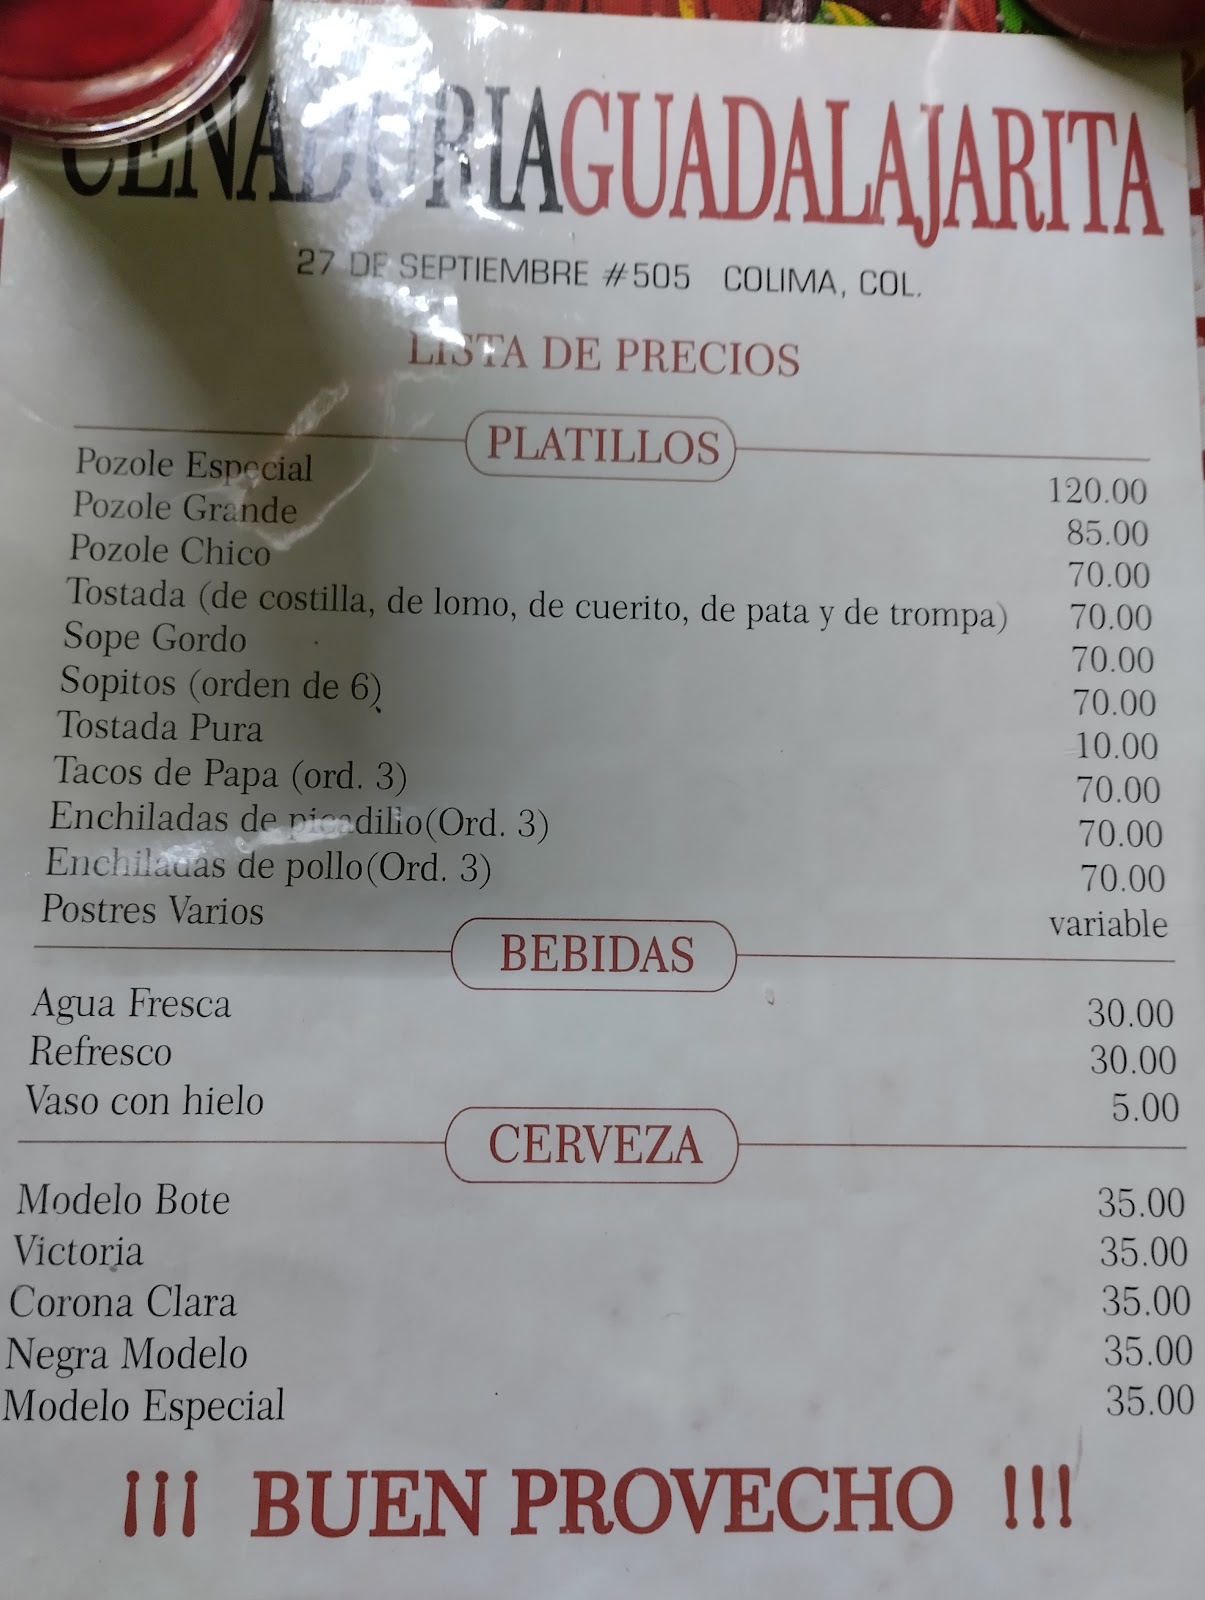 CENADURIA GUADALAJARITA
27 DE SEPTIEMBRE #505 COLIMA, COL.
LISTA DE PRECIOS
PLATILLOS
Pozole Especial 120.00
Pozole Grande 85.00
Pozole Chico 70.00
Tostada (de costilla, de lomo, de cuerito, de pata y de trompa) 70.00
Sope Gordo 70.00
Sopitos (orden de 6) 70.00
Tostada Pura 10.00
Tacos de Papa (ord. 3) 70.00
Enchiladas de picadillo(Ord. 3) 70.00
Enchiladas de pollo(Ord. 3) 70.00
Postres Varios variable
BEBIDAS
Agua Fresca 30.00
Refresco 30.00
Vaso con hielo 5.00
CERVEZA
Modelo Bote 35.00
Victoria 35.00
Corona Clara 35.00
Negra Modelo 35.00
Modelo Especial 35.00
¡¡¡ BUEN PROVECHO !!!